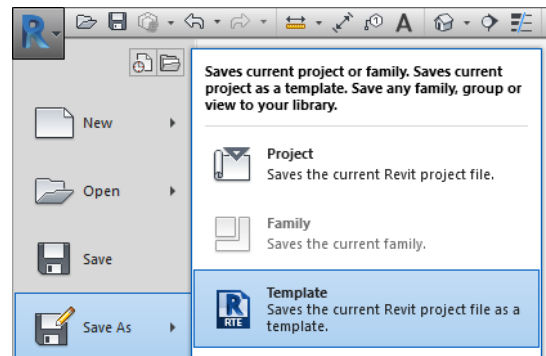 R
A
New
Open
Save
Save As
Saves current project or family. Saves current
project as a template. Save any family, group or
view to your library.
Project
Saves the current Revit project file.
Family
Saves the current family.
R
RTE
Template
Saves the current Revit project file as a
template.